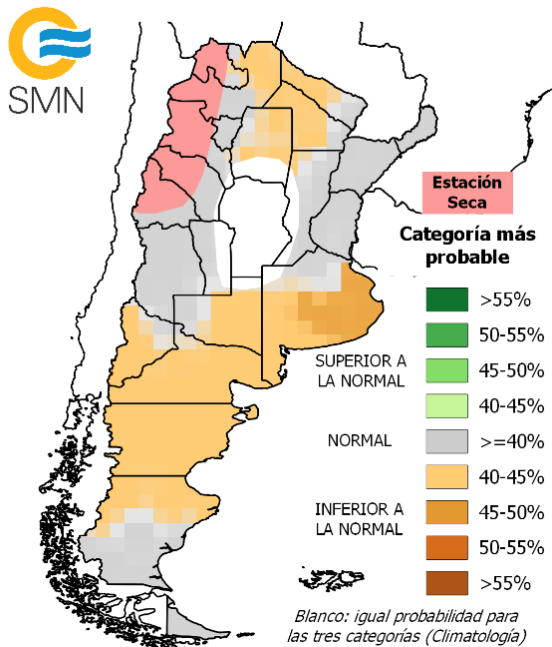 SMN
Estación
Seca
Categoría más
probable
>55%
50-55%
45-50%
40-45%
SUPERIOR A
LA NORMAL
NORMAL
>=40%
40-45%
45-50%
50-55%
>55%
INFERIOR A
LA NORMAL
Blanco: igual probabilidad para
las tres categorías (Climatología)